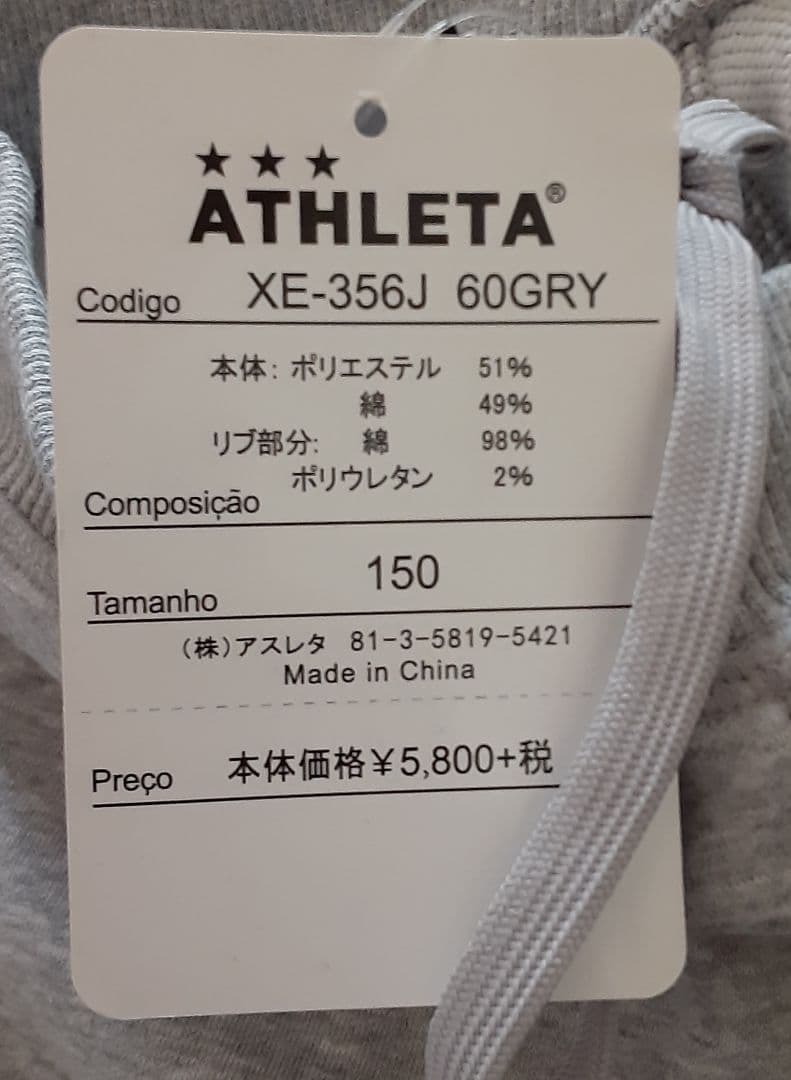 ★★★
ATHLETA®
Codigo XE-356J 60GRY
本体: ポリエステル 51%
綿 49%
リブ部分: 綿 98%
ポリウレタン 2%
Composição
150
Tamanho
(株)アスレタ 81-3-5819-5421
Made in China
Preço 本体価格¥5,800+税